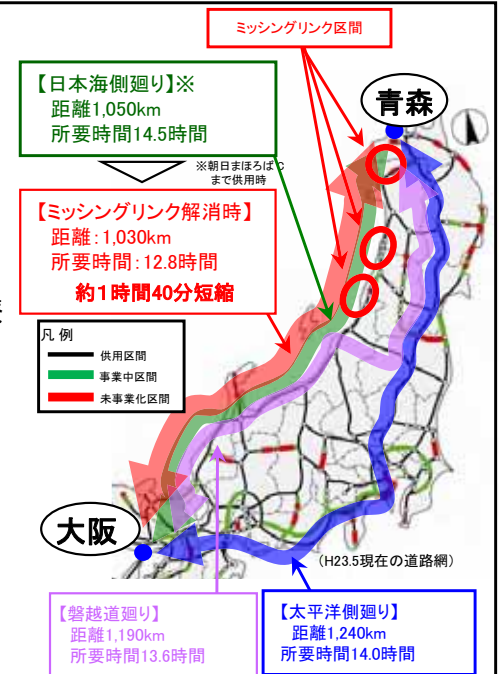 ミッシングリンク区間
【日本海側廻り】※
距離1,050km
所要時間14.5時間
※朝日まほろばIC
まで供用時
【ミッシングリンク解消時】
距離：1,030km
所要時間：12.8時間
約１時間40分短縮
青森
凡 例
供用区間
事業中区間
未事業化区間
大阪
（H23.5現在の道路網）
【磐越道廻り】
距離1,190km
所要時間13.6時間
【太平洋側廻り】
距離1,240km
所要時間14.0時間